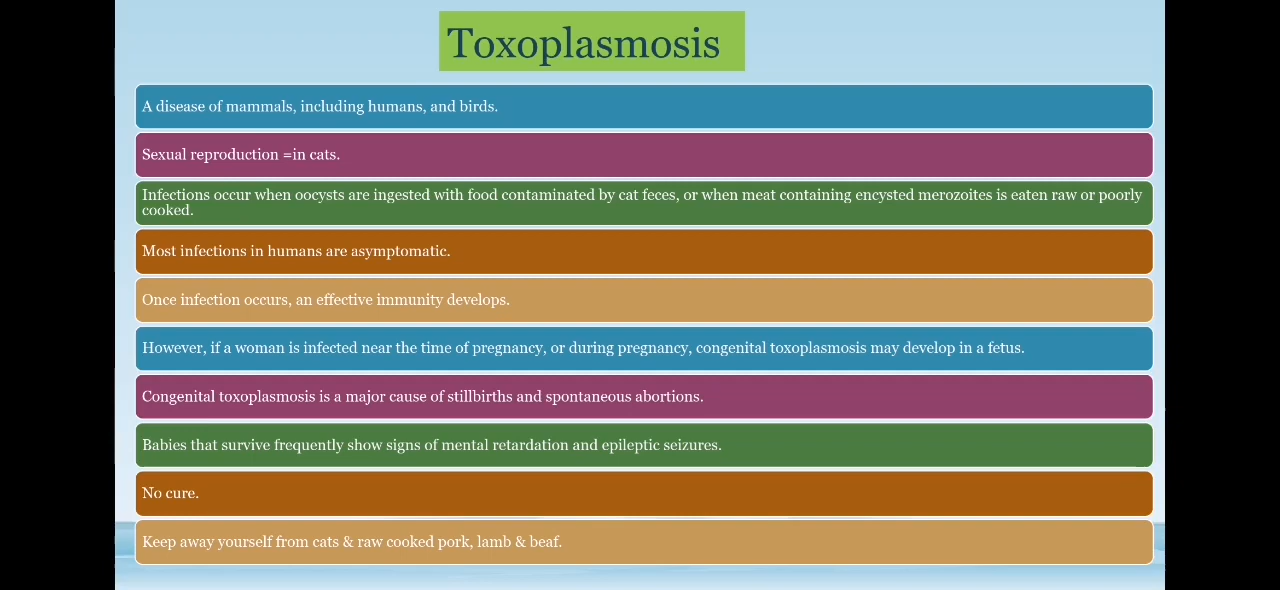 Toxoplasmosis
A disease of mammals, including humans, and birds.
Sexual reproduction =in cats.
Infections occur when oocysts are ingested with food contaminated by cat feces, or when meat containing encysted merozoites is eaten raw or poorly
cooked.
Most infections in humans are asymptomatic.
Once infection occurs, an effective immunity develops.
However, if a woman is infected near the time of pregnancy, or during pregnancy, congenital toxoplasmosis may develop in a fetus.
Congenital toxoplasmosis is a major cause of stillbirths and spontaneous abortions.
Babies that survive frequently show signs of mental retardation and epileptic seizures.
No cure.
Keep away yourself from cats & raw cooked pork, lamb & beaf.